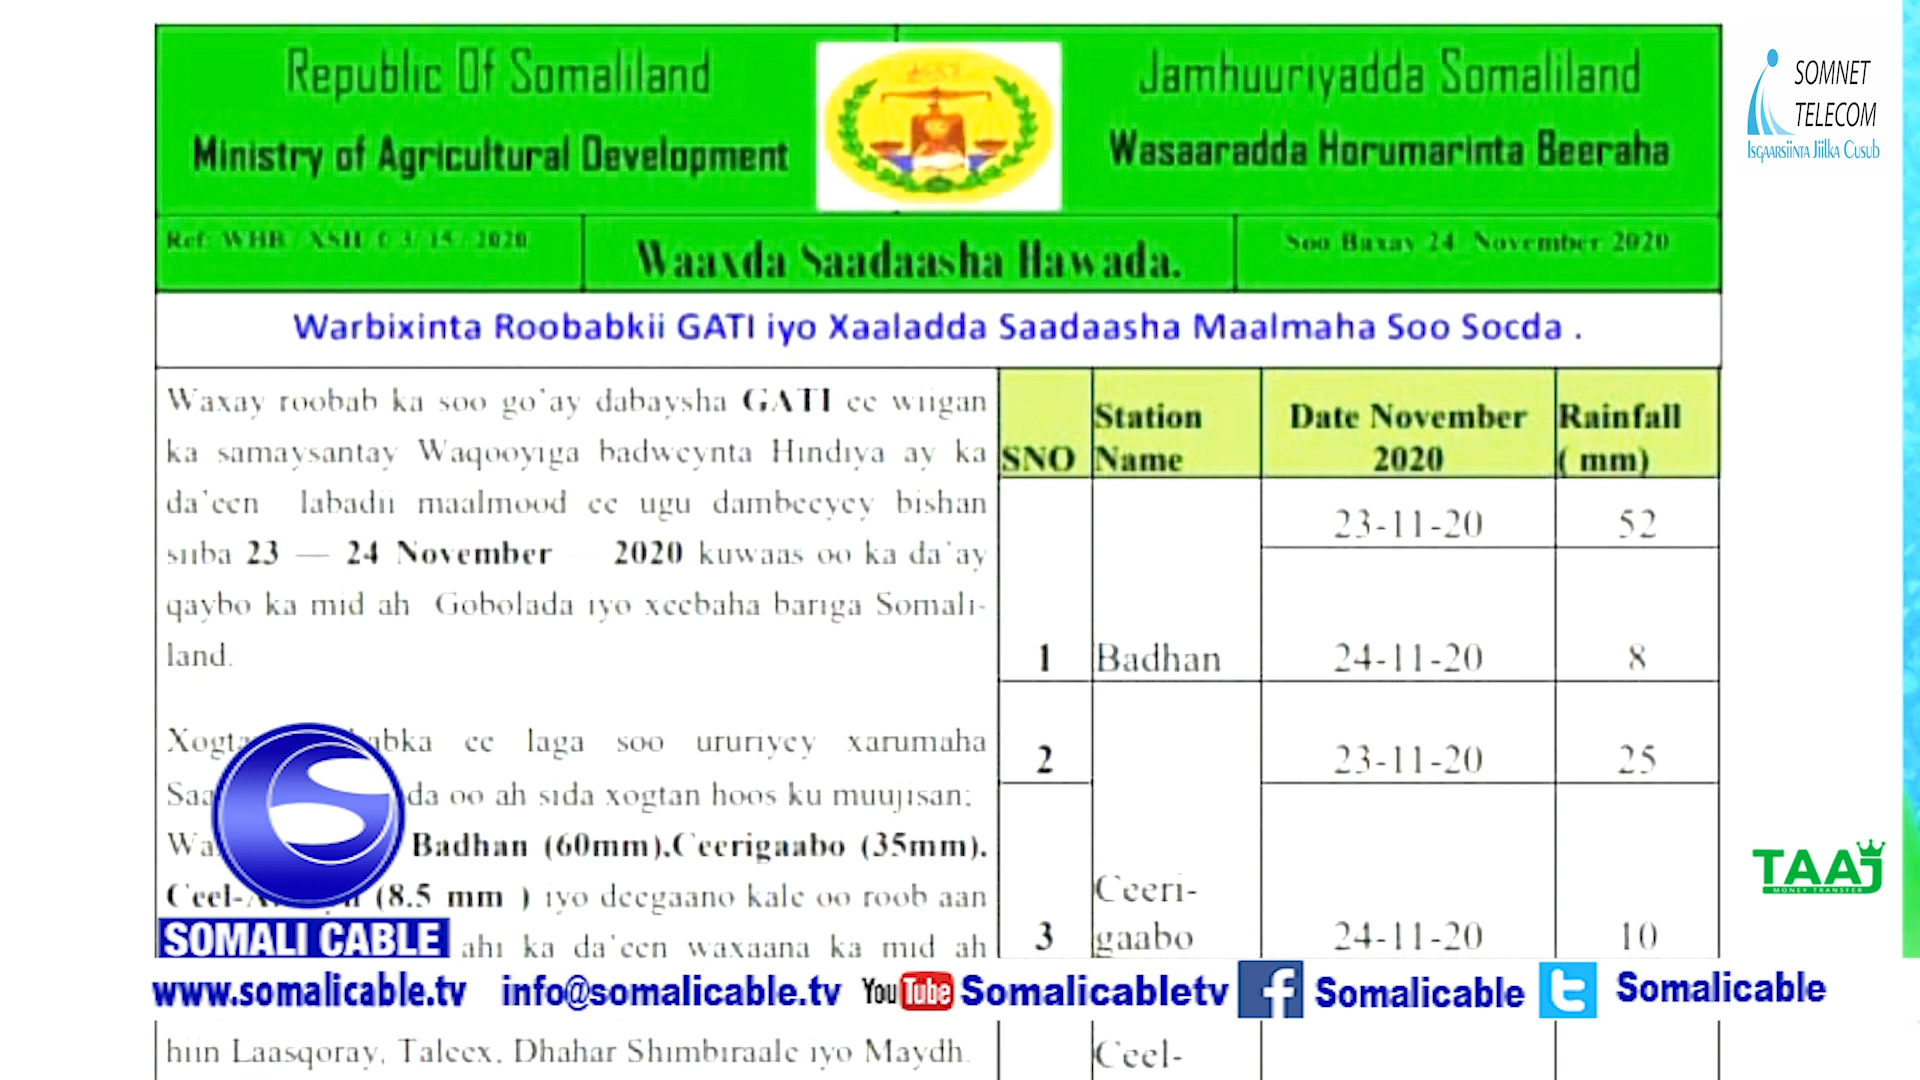 Republic Of Somaliland
Ministry of Agricultural Development
Jamhuuriyadda Somaliland
Wasaaradda Horumarinta Beeraha
SOMNET
TELECOM
Isgaarsiinta Jiilka Cusub
Ref: WHB / XSH / 3/ 15 / 2020
Waaxda Saadaasha Hawada.
Soo Baxay 24 November 2020
Warbixinta Roobabkii GATI iyo Xaaladda Saadaasha Maalmaha Soo Socda .
Waxay roobab ka soo go'ay dabaysha GATI ee wiigan
ka samaysantay Waqooyiga badweynta Hindiya ay ka
da'een labadii maalmood ee ugu dambeeyey bishan
siiba 23 — 24 November 2020 kuwaas oo ka da'ay
qaybo ka mid ah Gobolada iyo xeebaha bariga Somali-
land.
ee laga soo ururiyey xarumaha
oo ah sida xogtan hoos ku muujisan;
Badhan (60mm),Ceerigaabo (35mm),
(8.5 mm ) iyo deegaano kale oo roob aan
ka da'een waxaana ka mid ah
hiin Laasqoray, Taleex, Dhahar Shimbiraale iyo Maydh.
SNO Station Name Date November 2020 Rainfall ( mm)
23-11-20 52
1 Badhan 24-11-20 8
2 23-11-20 25
3 Ceeri-gaabo 24-11-20 10
Ceel-
TAAJ
MONEY TRANSFER
SOMALI CABLE
www.somalicable.tv info@somalicable.tv YouTube Somalicabletv f Somalicable t Somalicable